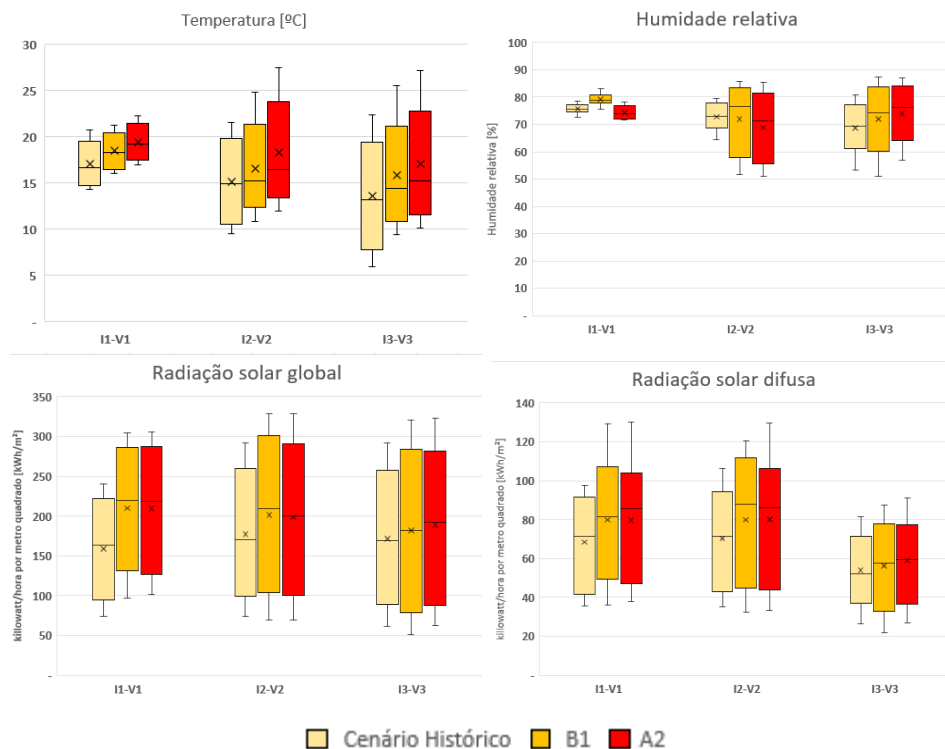 Temperatura [ºC]
30
25
20
15
10
5
-
I1-V1
I2-V2
I3-V3
Humidade relativa
Humidade relativa [%]
100
90
80
70
60
50
40
30
20
10
-
I1-V1
I2-V2
I3-V3
Radiação solar global
killowatt/hora por metro quadrado [kWh/m²]
350
300
250
200
150
100
50
-
I1-V1
I2-V2
I3-V3
Radiação solar difusa
killowatt/hora por metro quadrado [kWh/m²]
140
120
100
80
60
40
20
-
I1-V1
I2-V2
I3-V3
Cenário Histórico B1 A2